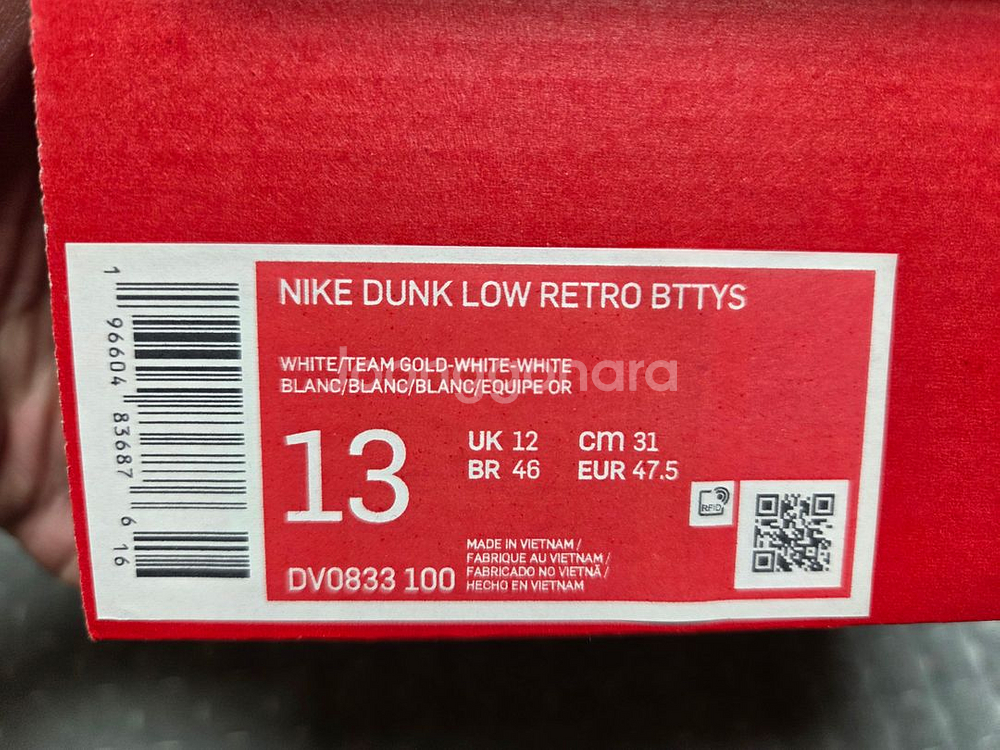 NIKE DUNK LOW RETRO BTTYS
WHITE/TEAM GOLD-WHITE-WHITE
BLANC/BLANC/BLANC/EQUIPE OR
13
UK 12 cm 31
BR 46 EUR 47.5
RFID
MADE IN VIETNAM /
FABRIQUE AU VIETNAM /
FABRICADO NO VIETNÃ /
HECHO EN VIETNAM
DV0833 100
1 96604 83687 6 16